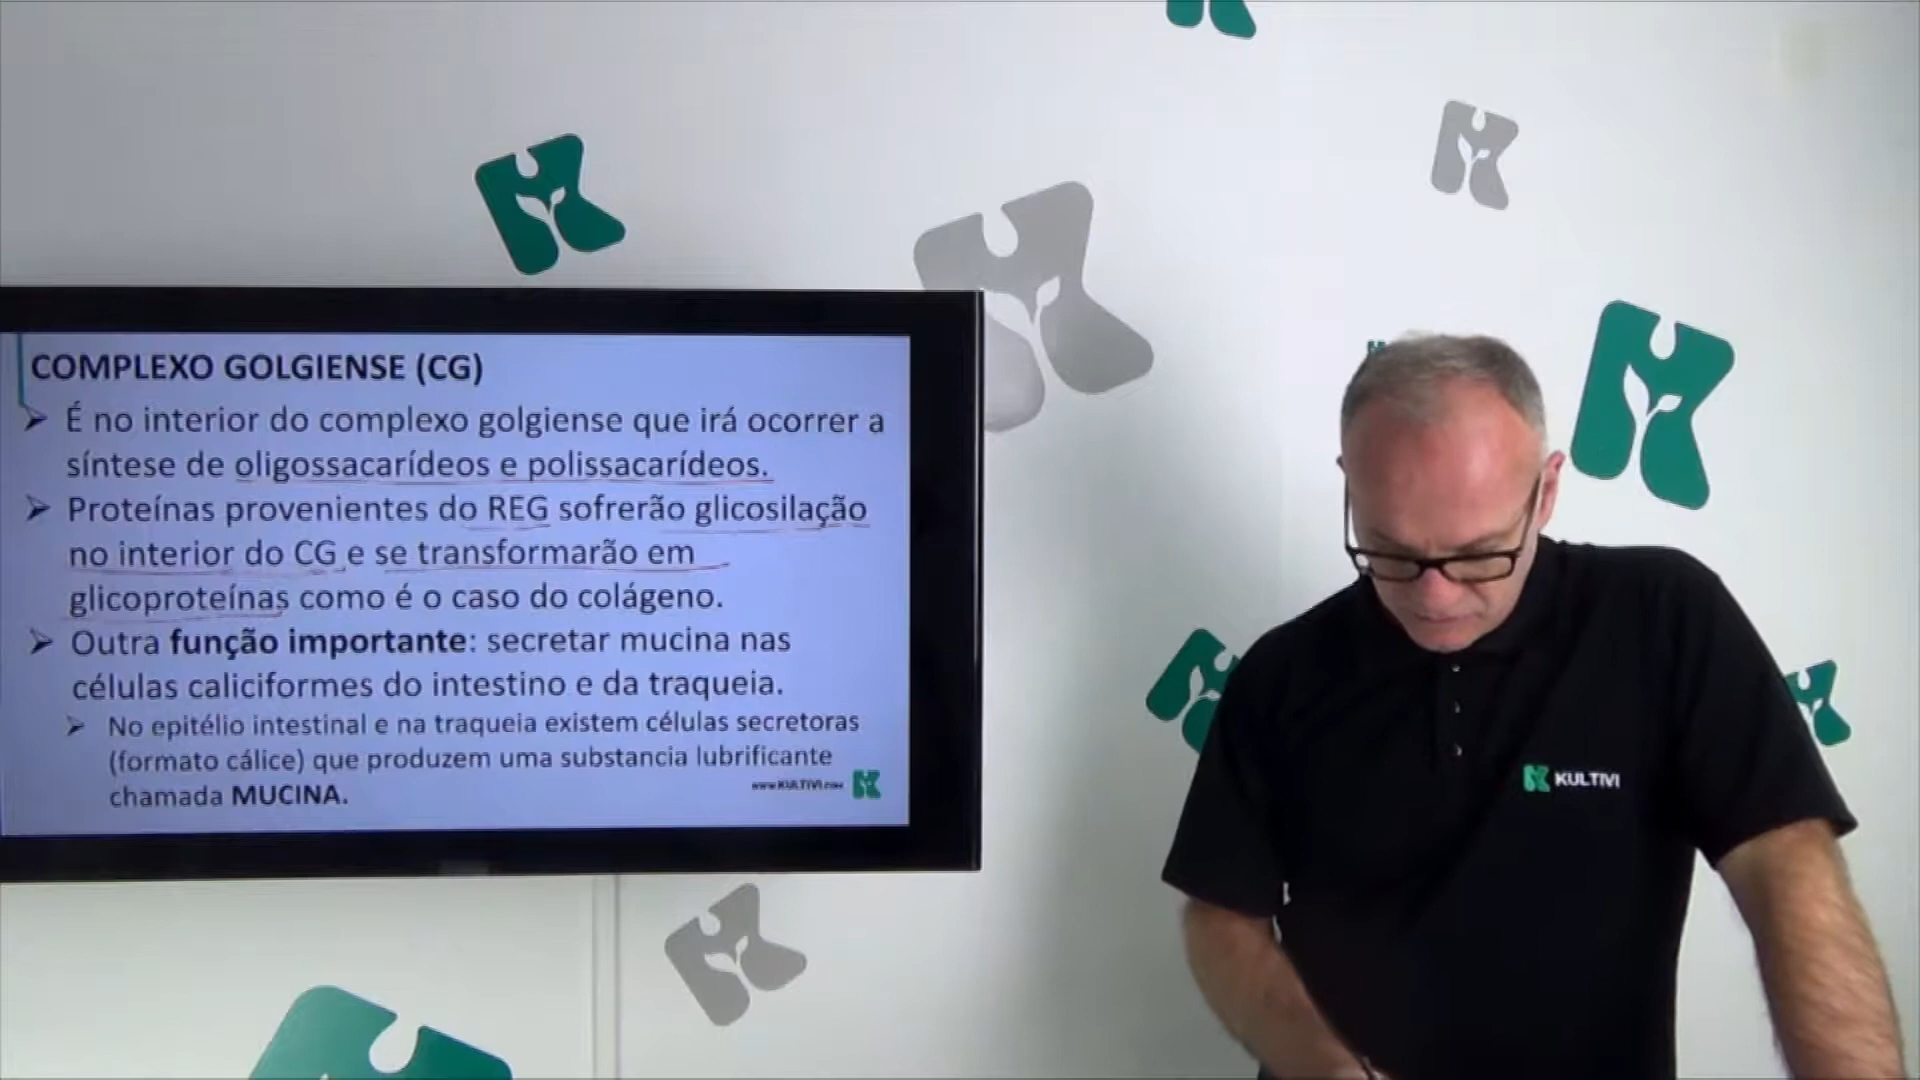 COMPLEXO GOLGIENSE (CG)
É no interior do complexo golgiense que irá ocorrer a
síntese de oligossacarídeos e polissacarídeos.
Proteínas provenientes do REG sofrerão glicosilação
no interior do CG e se transformarão em
glicoproteínas como é o caso do colágeno.
Outra função importante: secretar mucina nas
células caliciformes do intestino e da traqueia.
No epitélio intestinal e na traqueia existem células secretoras
(formato cálice) que produzem uma substancia lubrificante
chamada MUCINA.
www.KULTIVI.com
KULTIVI